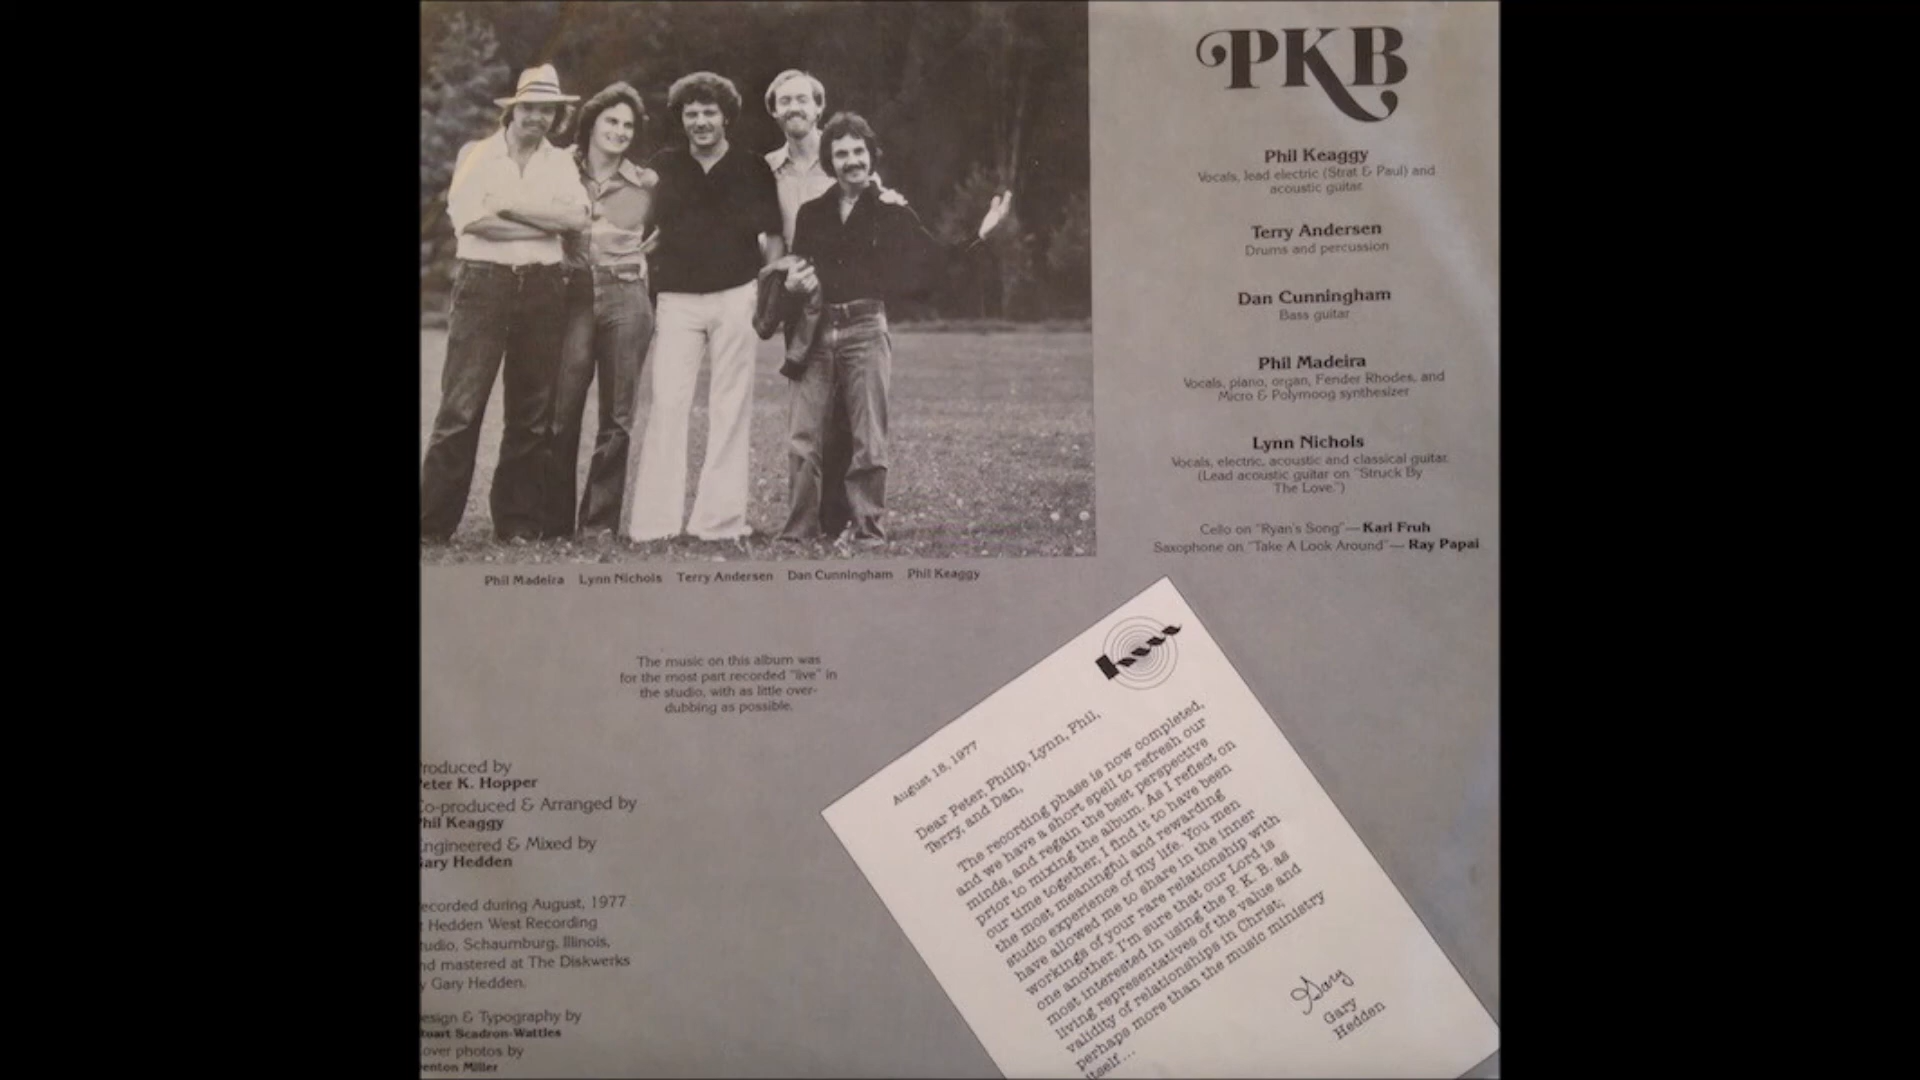 PKB
Phil Keaggy
Vocals, lead electric (Strat & Paul) and
acoustic guitar.
Terry Andersen
Drums and percussion
Dan Cunningham
Bass guitar
Phil Madeira
Vocals, piano, organ, Fender Rhodes, and
Micro & Polymoog synthesizer
Lynn Nichols
Vocals, electric, acoustic and classical guitar.
(Lead acoustic guitar on "Struck By
The Love.")
Cello on "Ryan's Song"— Karl Fruh
Saxophone on "Take A Look Around"— Ray Papai
Phil Madeira Lynn Nichols Terry Andersen Dan Cunningham Phil Keaggy
The music on this album was
for the most part recorded "live" in
the studio, with as little over-
dubbing as possible.
roduced by
eter K. Hopper
o-produced & Arranged by
hil Keaggy
ngineered & Mixed by
ary Hedden
ecorded during August, 1977
t Hedden West Recording
tudio, Schaumburg, Illinois,
nd mastered at The Diskwerks
y Gary Hedden.
esign & Typography by
tuart Scadron-Wattles
over photos by
enton Miller
August 18, 1977
Dear Peter, Philip, Lynn, Phil,
Terry, and Dan,
The recording phase is now completed,
and we have a short spell to refresh our
minds, and regain the best perspective
prior to mixing the album. As I reflect on
our time together, I find it to have been
the most meaningful and rewarding
studio experience of my life. You men
have allowed me to share in the inner
workings of your rare relationship with
one another. I'm sure that our Lord is
most interested in using the P. K. B. as
living representatives of the value and
validity of relationships in Christ;
perhaps more than the music ministry
itself...
Gary
Gary
Hedden